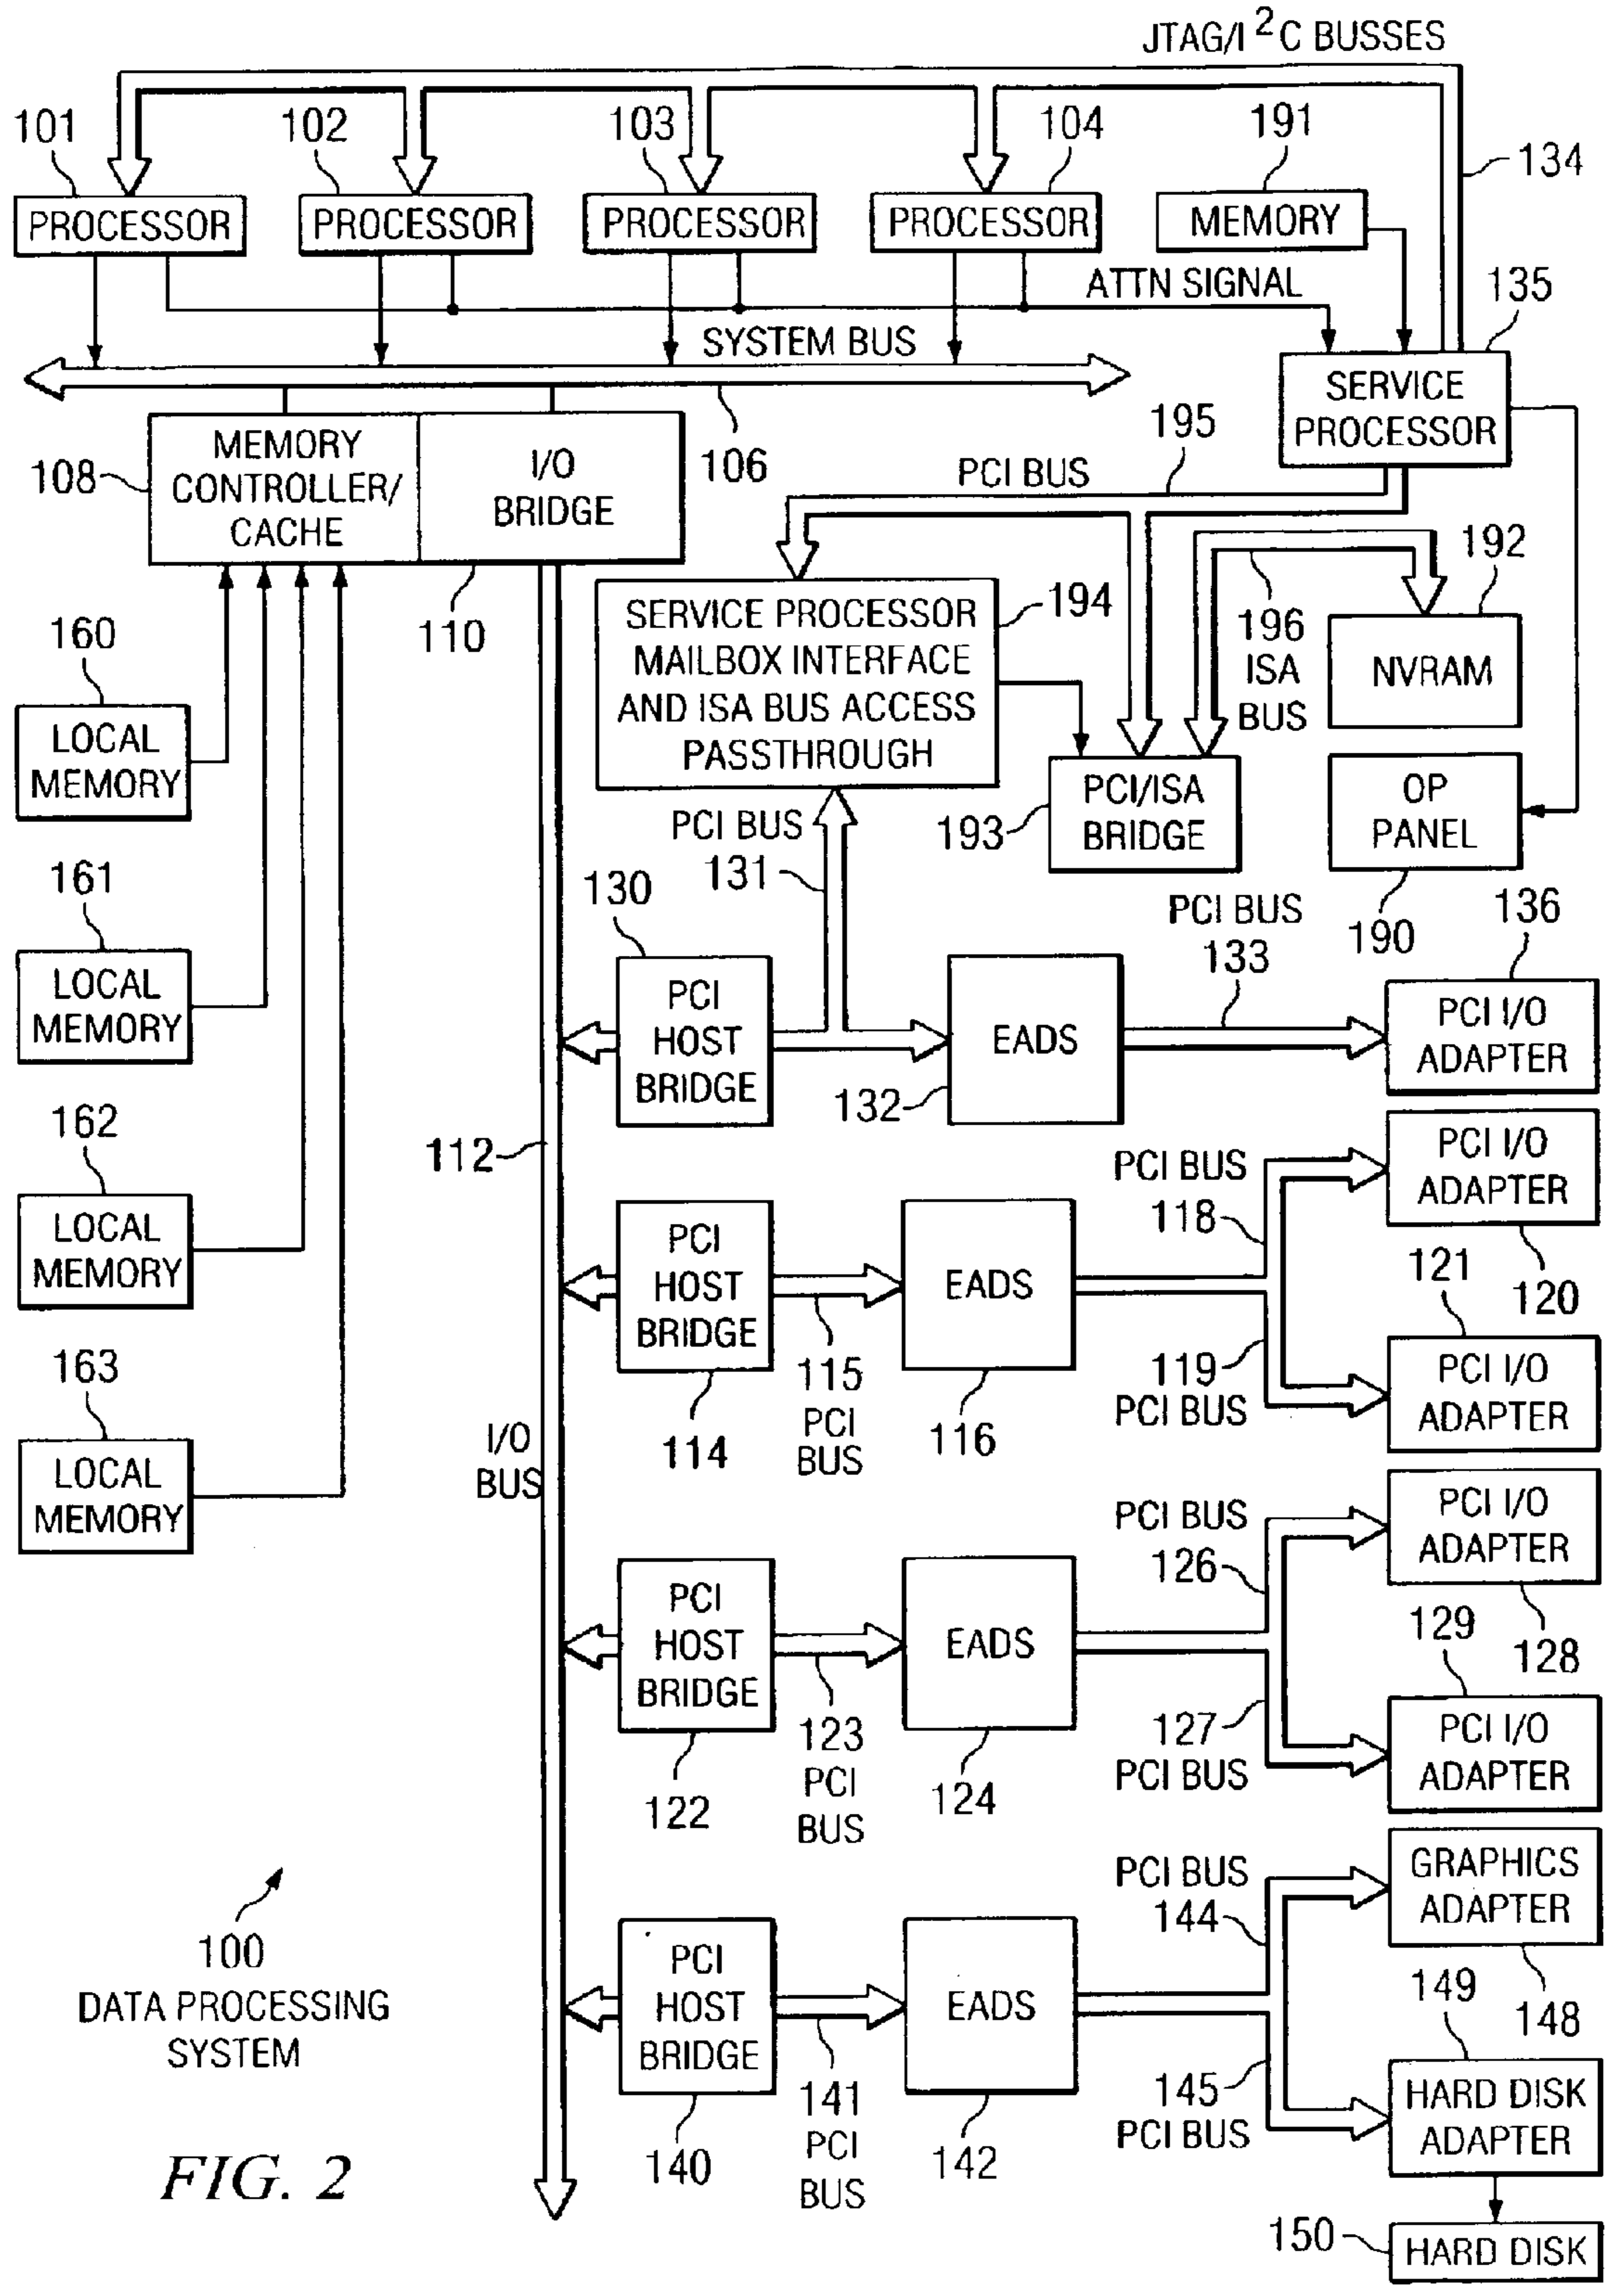 JTAG/I 2 C BUSSES
101
102
103
104
191
134
PROCESSOR
PROCESSOR
PROCESSOR
PROCESSOR
MEMORY
ATTN SIGNAL
135
SYSTEM BUS
SERVICE
PROCESSOR
108
MEMORY
CONTROLLER/
CACHE
I/O
BRIDGE
106
195
PCI BUS
110
192
196
ISA
BUS
NVRAM
SERVICE PROCESSOR
MAILBOX INTERFACE
AND ISA BUS ACCESS
PASSTHROUGH
194
160
LOCAL
MEMORY
PCI/ISA
BRIDGE
193
OP
PANEL
190
PCI BUS
131
161
LOCAL
MEMORY
130
PCI
HOST
BRIDGE
EADS
132
PCI BUS
133
136
PCI I/O
ADAPTER
162
LOCAL
MEMORY
112
PCI
HOST
BRIDGE
114
115
PCI
BUS
EADS
116
PCI BUS
118
PCI I/O
ADAPTER
120
121
119
PCI BUS
PCI I/O
ADAPTER
163
LOCAL
MEMORY
I/O
BUS
PCI
HOST
BRIDGE
122
123
PCI
BUS
EADS
124
PCI BUS
126
PCI I/O
ADAPTER
128
129
127
PCI BUS
PCI I/O
ADAPTER
100
DATA PROCESSING
SYSTEM
PCI
HOST
BRIDGE
140
141
PCI
BUS
EADS
142
PCI BUS
144
GRAPHICS
ADAPTER
148
149
145
PCI BUS
HARD DISK
ADAPTER
150
HARD DISK
FIG. 2